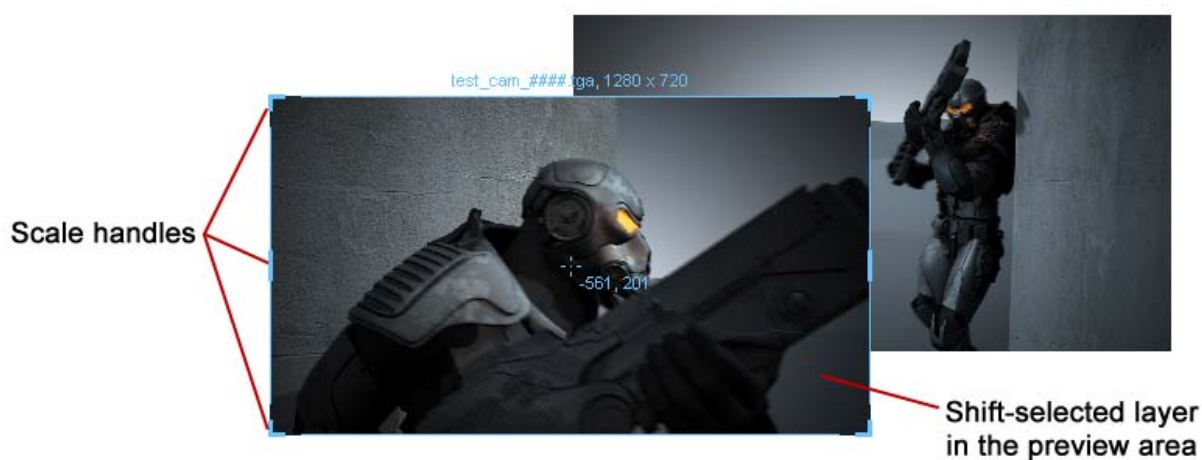 test_cam_####.tga, 1280 x 720
Scale handles
-561, 201
Shift-selected layer
in the preview area